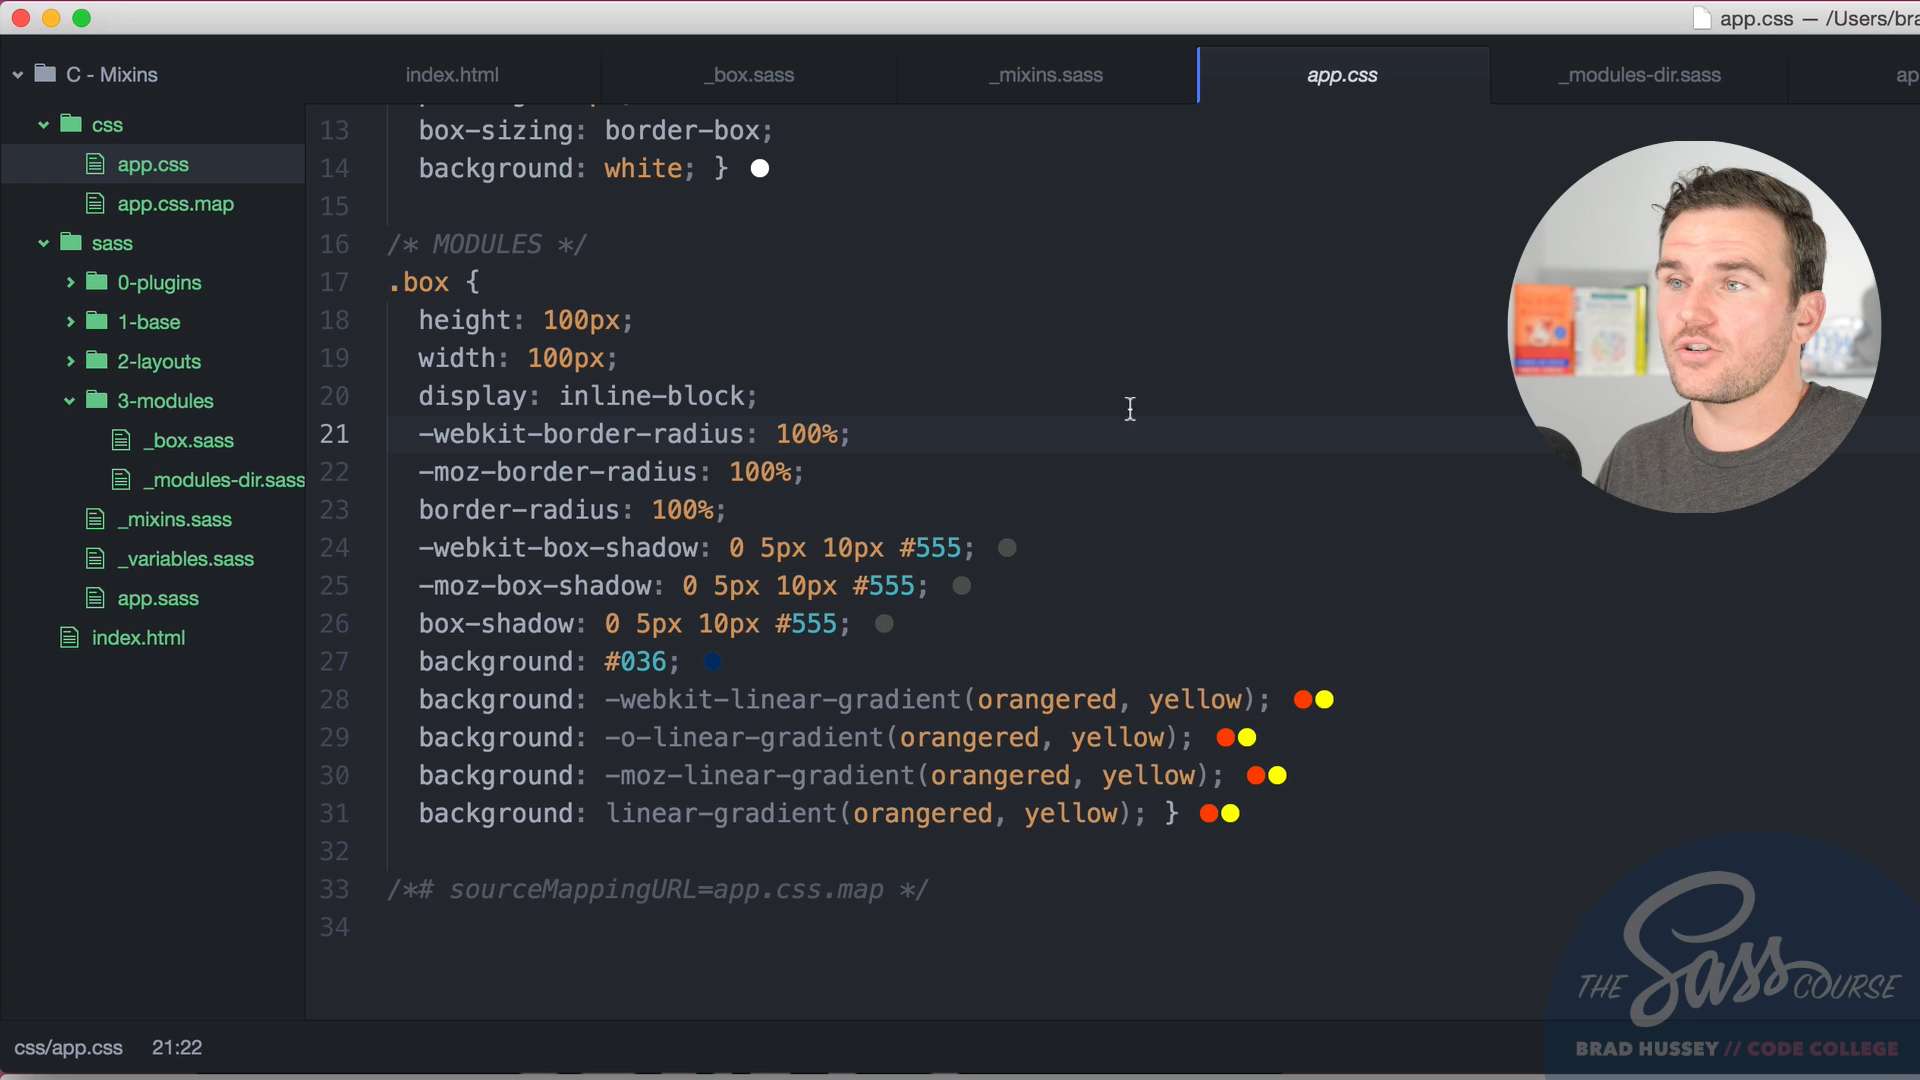 app.css — /Users/bra
C - Mixins
index.html
_box.sass
_mixins.sass
app.css
_modules-dir.sass
ap
css
app.css
app.css.map
sass
0-plugins
1-base
2-layouts
3-modules
_box.sass
_modules-dir.sass
_mixins.sass
_variables.sass
app.sass
index.html
13 box-sizing: border-box;
14 background: white; }
15
16 /* MODULES */
17 .box {
18 height: 100px;
19 width: 100px;
20 display: inline-block;
21 -webkit-border-radius: 100%;
22 -moz-border-radius: 100%;
23 border-radius: 100%;
24 -webkit-box-shadow: 0 5px 10px #555;
25 -moz-box-shadow: 0 5px 10px #555;
26 box-shadow: 0 5px 10px #555;
27 background: #036;
28 background: -webkit-linear-gradient(orangered, yellow);
29 background: -o-linear-gradient(orangered, yellow);
30 background: -moz-linear-gradient(orangered, yellow);
31 background: linear-gradient(orangered, yellow); }
32
33 /*# sourceMappingURL=app.css.map */
34
THE Sass COURSE
BRAD HUSSEY // CODE COLLEGE
css/app.css 21:22